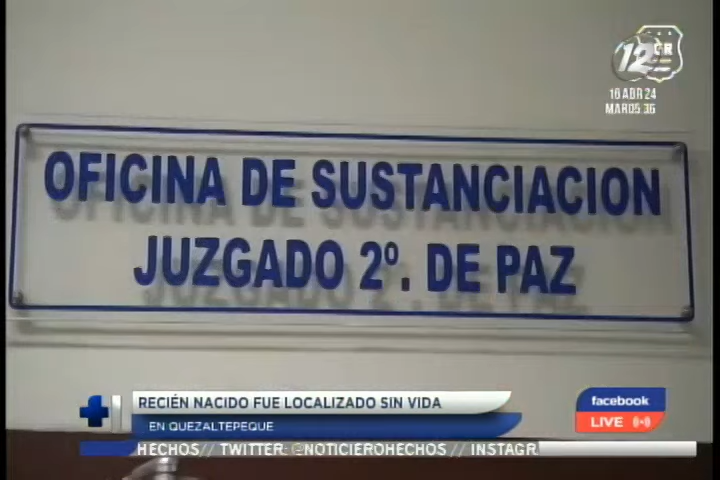 12
16 ABR 24
MAR05:36
OFICINA DE SUSTANCIACION
JUZGADO 2º. DE PAZ
RECIÉN NACIDO FUE LOCALIZADO SIN VIDA
EN QUEZALTEPEQUE
facebook
LIVE
HECHOS// TWITTER: @NOTICIEROHECHOS// INSTAGR